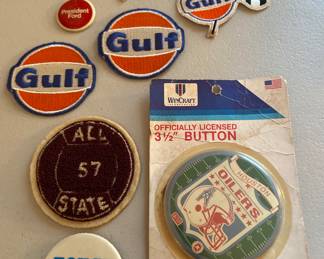 President
Ford
Gulf
Gulf
Gulf
WINCRAFT
OFFICIALLY LICENSED
3½" BUTTON
ALL
57
STATE
HOUSTON
OILERS